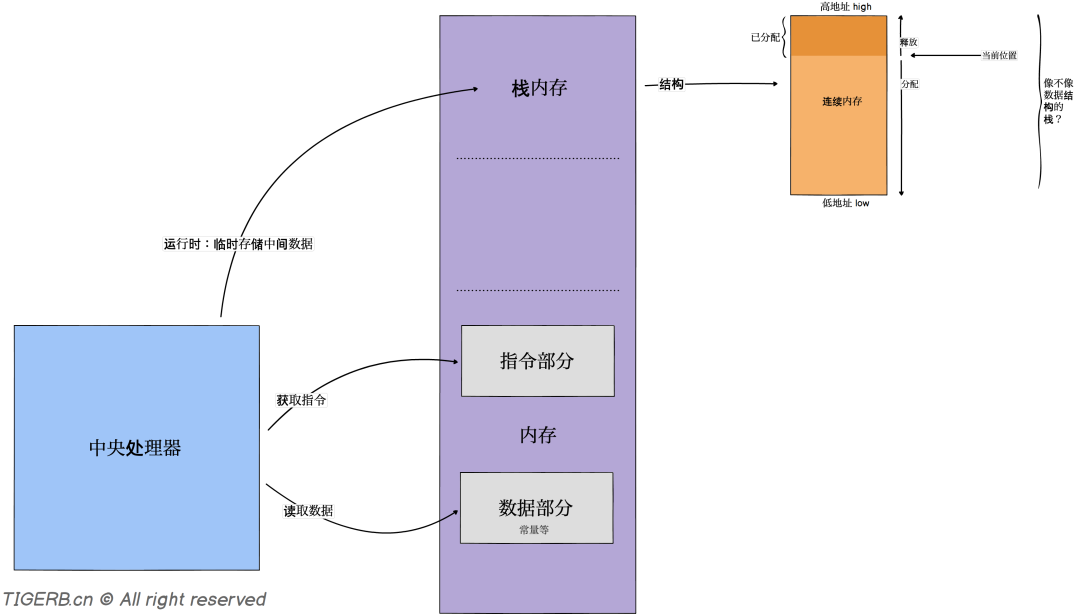 高地址 high
已分配
释放
当前位置
分配
连续内存
像不像
数据结
构的
栈？
低地址 low
栈内存
结构
运行时：临时存储中间数据
中央处理器
获取指令
读取数据
指令部分
内存
数据部分
常量等
TIGERB.cn © All right reserved